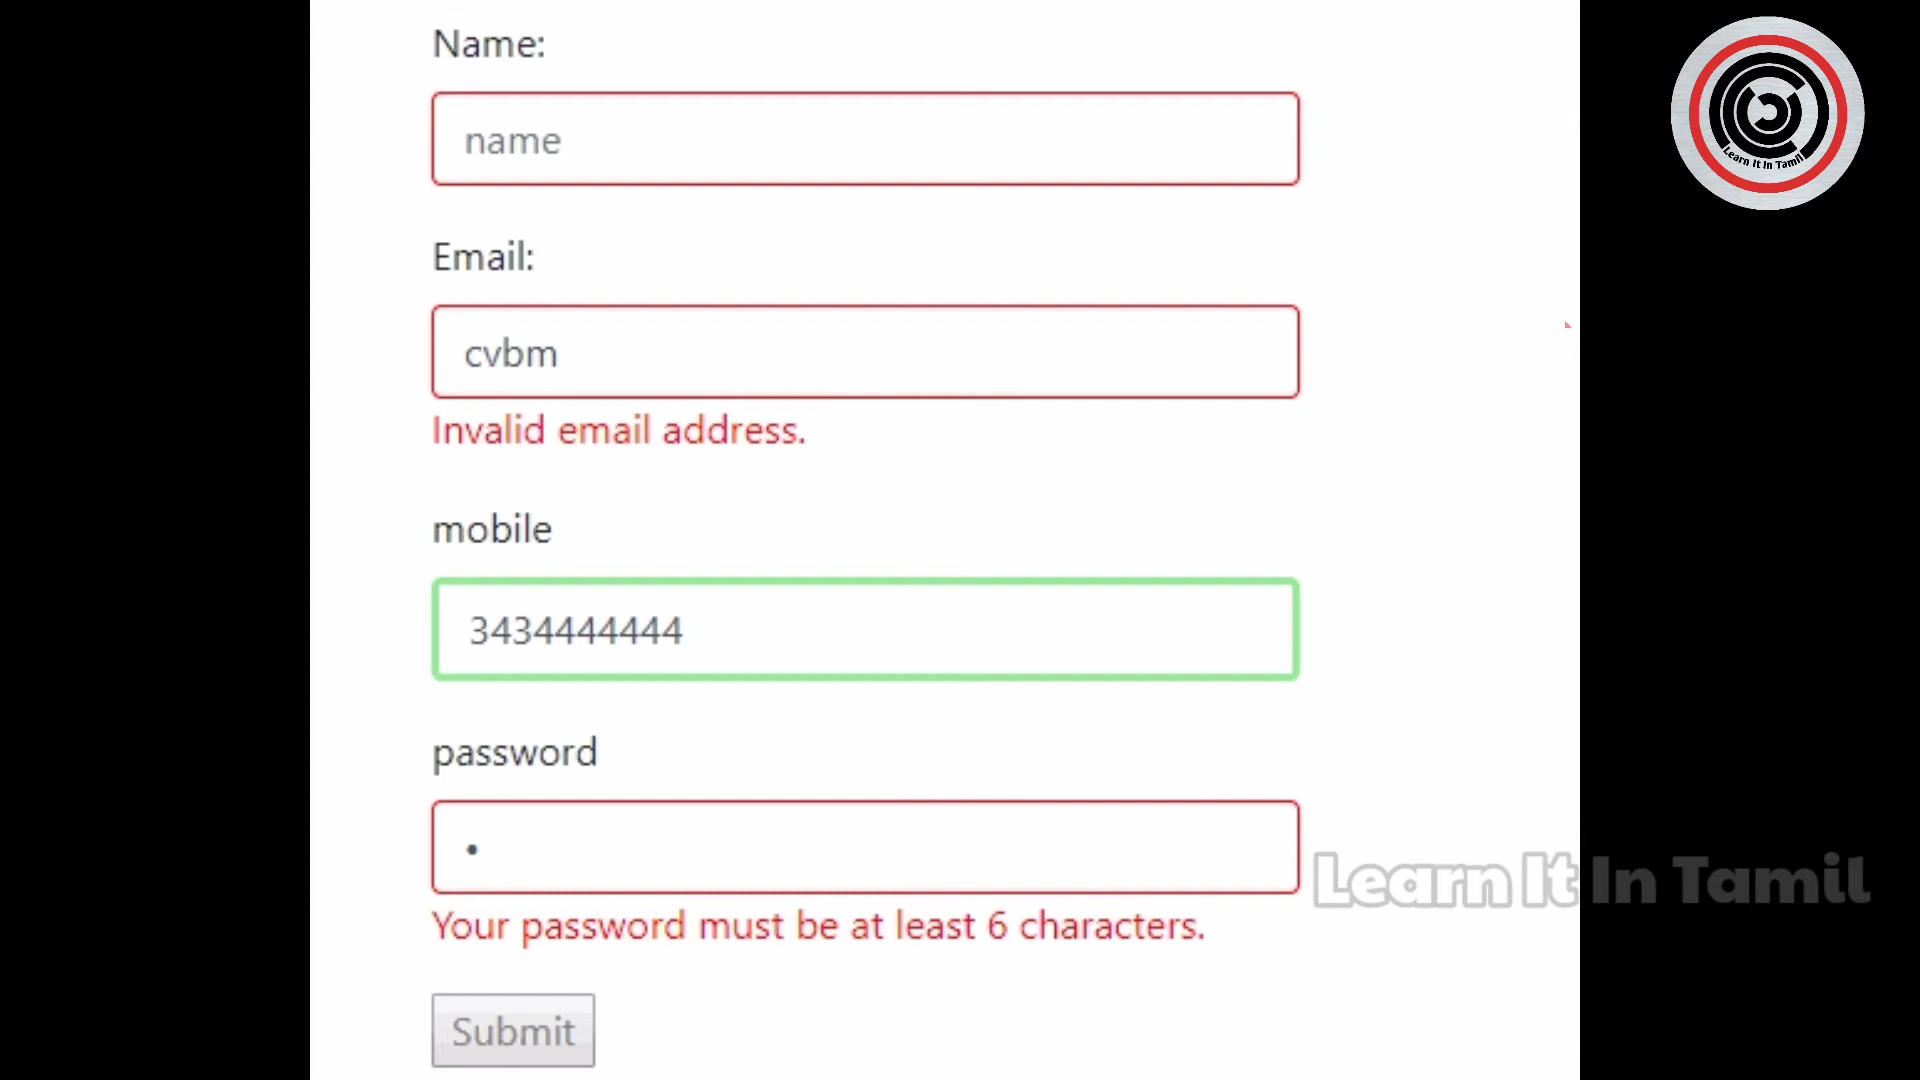 Name:
name
Email:
cvbm
Invalid email address.
mobile
3434444444
password
•
Your password must be at least 6 characters.
Submit
Learn It In Tamil
Learn It In Tamil